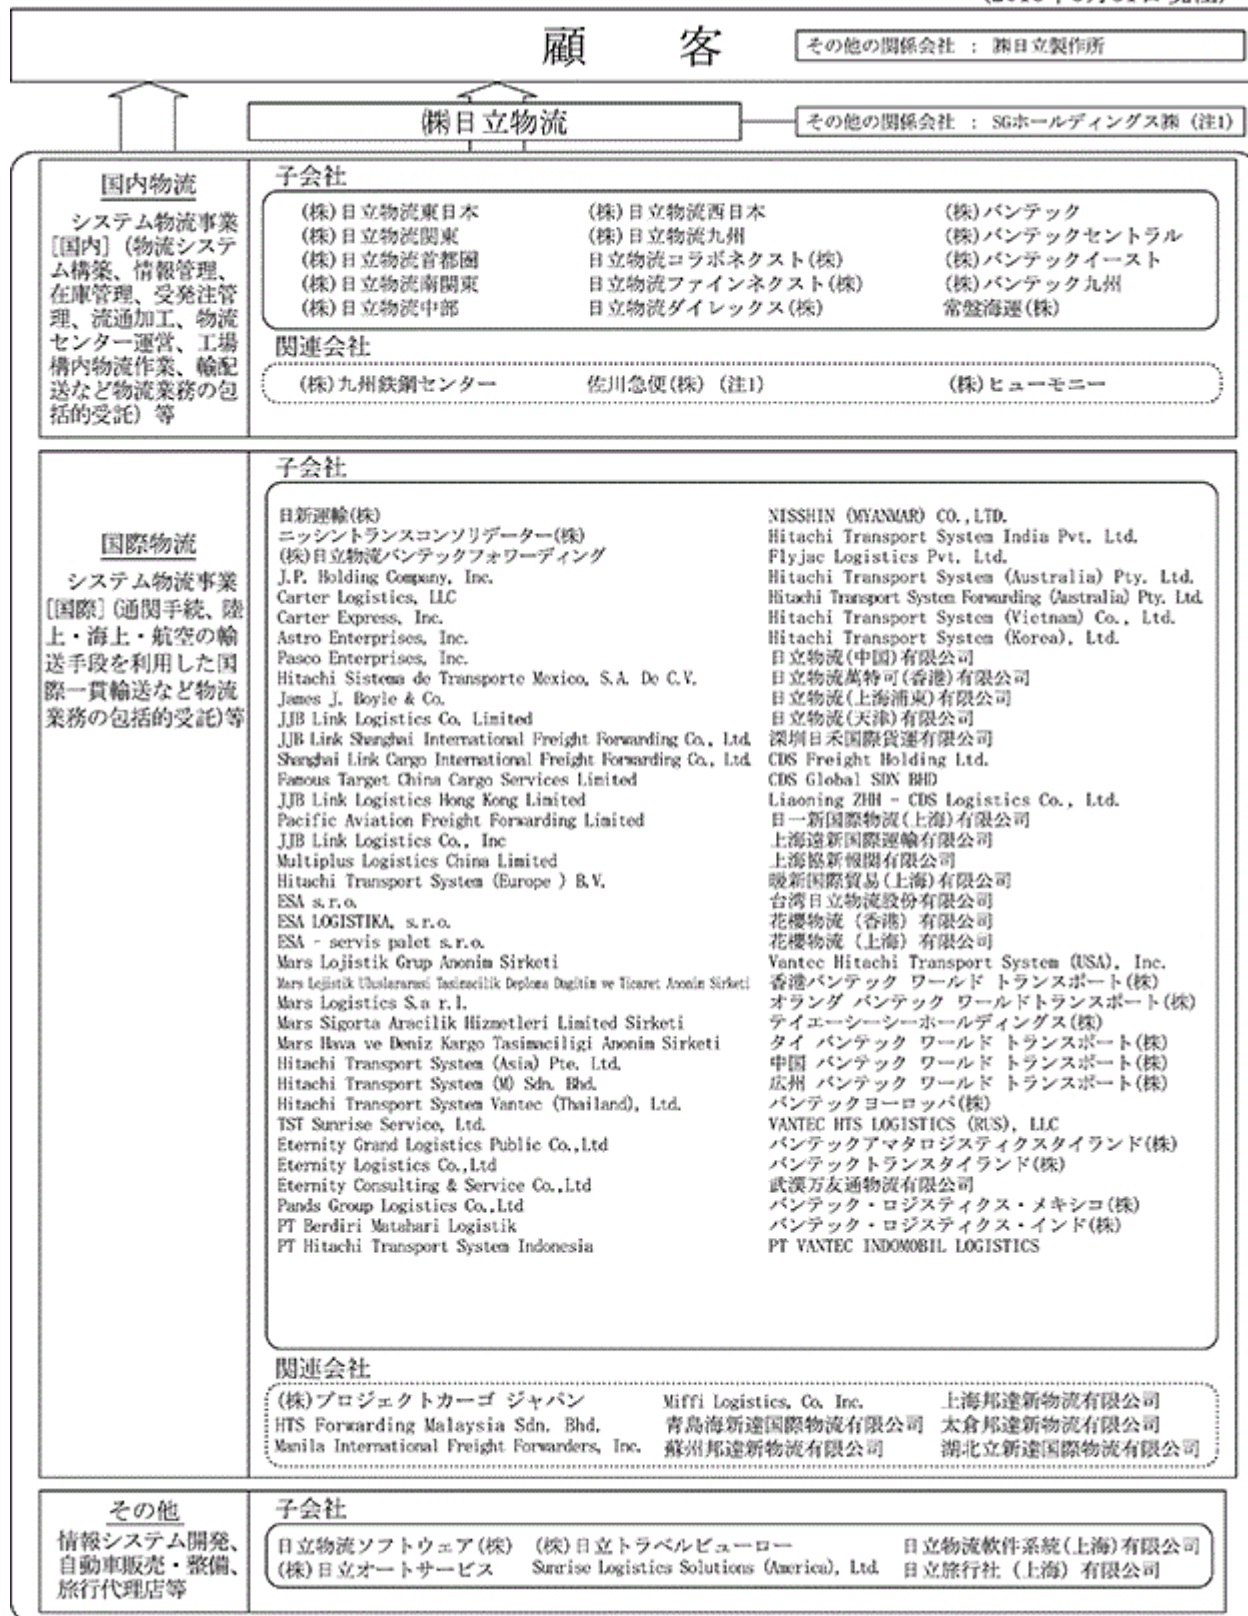 顧 客
その他の関係会社 : ㈱日立製作所
㈱日立物流
その他の関係会社 : SGホールディングス㈱ (注1)
国内物流
システム物流事業
[国内] (物流システ
ム構築、情報管理、
在庫管理、受発注管
理、流通加工、物流
センター運営、工場
構内物流作業、輸配
送など物流業務の包
括的受託) 等
子会社
(株)日立物流東日本 (株)日立物流西日本 (株)バンテック
(株)日立物流関東 (株)日立物流九州 (株)バンテックセントラル
(株)日立物流首都圏 日立物流コラボネクスト(株) (株)バンテックイースト
(株)日立物流南関東 日立物流ファインネクスト(株) (株)バンテック九州
(株)日立物流中部 日立物流ダイレックス(株) 常盤海運(株)
関連会社
(株)九州鉄鋼センター 佐川急便(株) (注1) (株)ヒューモニー
国際物流
システム物流事業
[国際] (通関手続、陸
上・海上・航空の輸
送手段を利用した国
際一貫輸送など物流
業務の包括的受託)等
子会社
日新運輸(株) NISSHIN (MYANMAR) CO.,LTD.
ニッシントランスコンソリデーター(株) Hitachi Transport System India Pvt. Ltd.
(株)日立物流バンテックフォワーディング Flyjac Logistics Pvt. Ltd.
J.P. Holding Company, Inc. Hitachi Transport System (Australia) Pty. Ltd.
Carter Logistics, LLC Hitachi Transport System Forwarding (Australia) Pty. Ltd.
Carter Express, Inc. Hitachi Transport System (Vietnam) Co., Ltd.
Astro Enterprises, Inc. Hitachi Transport System (Korea), Ltd.
Pasco Enterprises, Inc. 日立物流(中国)有限公司
Hitachi Sistema de Transporte Mexico, S.A. De C.V. 日立物流萬特可(香港)有限公司
James J. Boyle & Co. 日立物流(上海浦東)有限公司
JJB Link Logistics Co. Limited 日立物流(天津)有限公司
JJB Link Shanghai International Freight Forwarding Co., Ltd. 深圳日禾国際貨運有限公司
Shanghai Link Cargo International Freight Forwarding Co., Ltd. CDS Freight Holding Ltd.
Famous Target China Cargo Services Limited CDS Global SDN BHD
JJB Link Logistics Hong Kong Limited Liaoning ZHH - CDS Logistics Co., Ltd.
Pacific Aviation Freight Forwarding Limited 日一新国際物流(上海)有限公司
JJB Link Logistics Co., Inc 上海遠新国際運輸有限公司
Multiplus Logistics China Limited 上海協新報関有限公司
Hitachi Transport System (Europe ) B.V. 暖新国際貿易(上海)有限公司
ESA s.r.o. 台湾日立物流股份有限公司
ESA LOGISTIKA, s.r.o. 花櫻物流 (香港) 有限公司
ESA - servis palet s.r.o. 花櫻物流 (上海) 有限公司
Mars Lojistik Grup Anonim Sirketi Vantec Hitachi Transport System (USA), Inc.
Mars Lojistik Uluslararasi Tasimacilik Depolama Dagitim ve Ticaret Anonim Sirketi 香港バンテック ワールド トランスポート(株)
Mars Logistics S.a r.l. オランダ バンテック ワールドトランスポート(株)
Mars Sigorta Aracilik Hizmetleri Limited Sirketi テイエーシーシーホールディングス(株)
Mars Hava ve Deniz Kargo Tasimaciligi Anonim Sirketi タイ バンテック ワールド トランスポート(株)
Hitachi Transport System (Asia) Pte. Ltd. 中国 バンテック ワールド トランスポート(株)
Hitachi Transport System (M) Sdn. Bhd. 広州 バンテック ワールド トランスポート(株)
Hitachi Transport System Vantec (Thailand), Ltd. バンテックヨーロッパ(株)
TST Sunrise Service, Ltd. VANTEC HTS LOGISTICS (RUS), LLC
Eternity Grand Logistics Public Co.,Ltd バンテックアマタロジスティクスタイランド(株)
Eternity Logistics Co.,Ltd バンテックトランスタイランド(株)
Eternity Consulting & Service Co.,Ltd 武漢万友通物流有限公司
Pands Group Logistics Co.,Ltd バンテック・ロジスティクス・メキシコ(株)
PT Berdiri Matahari Logistik バンテック・ロジスティクス・インド(株)
PT Hitachi Transport System Indonesia PT VANTEC INDOMOBIL LOGISTICS
関連会社
(株)プロジェクトカーゴ ジャパン Miffi Logistics, Co. Inc. 上海邦達新物流有限公司
HTS Forwarding Malaysia Sdn. Bhd. 青島海新達国際物流有限公司 太倉邦達新物流有限公司
Manila International Freight Forwarders, Inc. 蘇州邦達新物流有限公司 湖北立新達国際物流有限公司
その他
情報システム開発、
自動車販売・整備、
旅行代理店等
子会社
日立物流ソフトウェア(株) (株)日立トラベルビューロー 日立物流軟件系統(上海)有限公司
(株)日立オートサービス Sunrise Logistics Solutions (America), Ltd. 日立旅行社 (上海) 有限公司